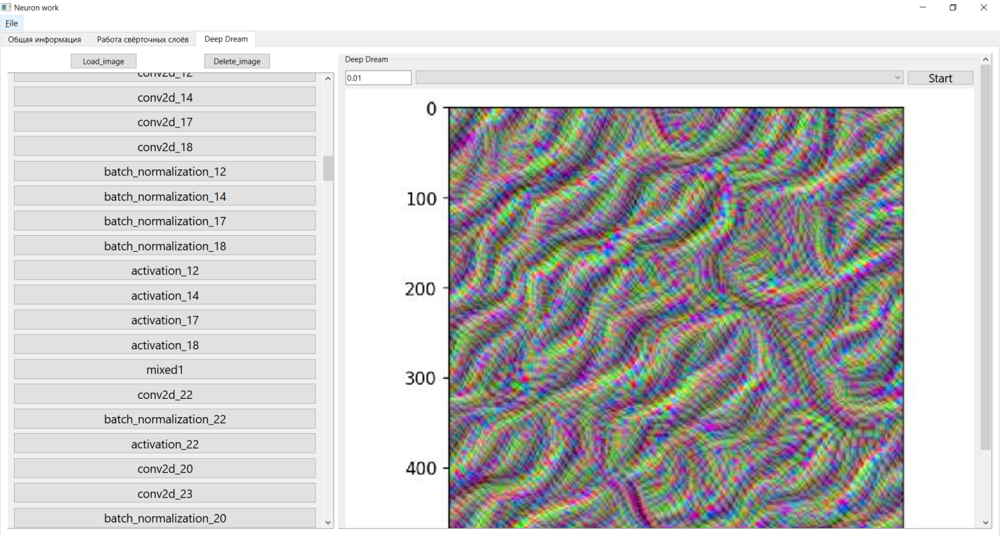 Neuron work
File
Общая информация Работа свёрточных слоёв Deep Dream
Load_image Delete_image
conv2d_12
conv2d_14
conv2d_17
conv2d_18
batch_normalization_12
batch_normalization_14
batch_normalization_17
batch_normalization_18
activation_12
activation_14
activation_17
activation_18
mixed1
conv2d_22
batch_normalization_22
activation_22
conv2d_20
conv2d_23
batch_normalization_20
Deep Dream
0.01 Start
0
100
200
300
400